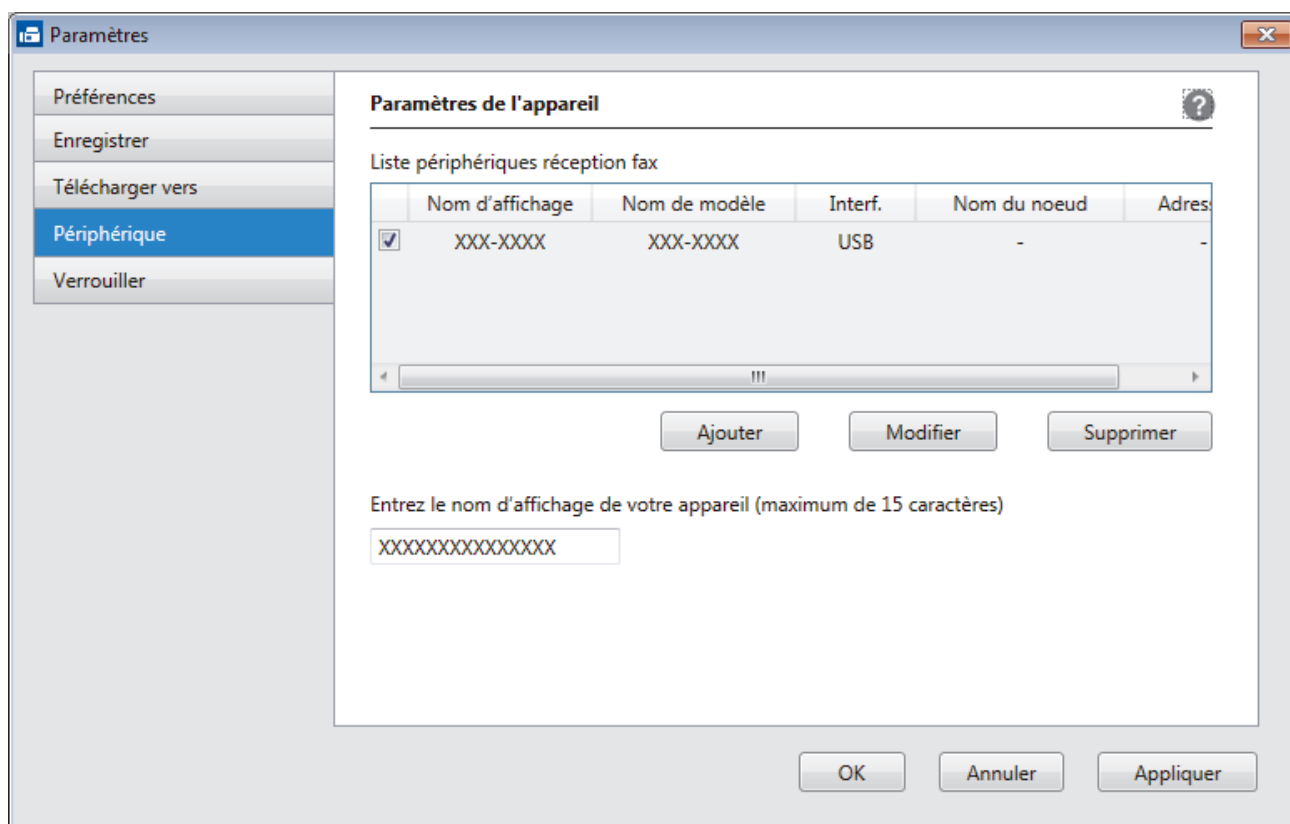 Paramètres
Préférences
Enregistrer
Télécharger vers
Périphérique
Verrouiller
Paramètres de l'appareil
?
Liste périphériques réception fax
Nom d'affichage Nom de modèle Interf. Nom du noeud Adres
XXX-XXXX XXX-XXXX USB - -
Ajouter Modifier Supprimer
Entrez le nom d'affichage de votre appareil (maximum de 15 caractères)
XXXXXXXXXXXXXXX
OK Annuler Appliquer